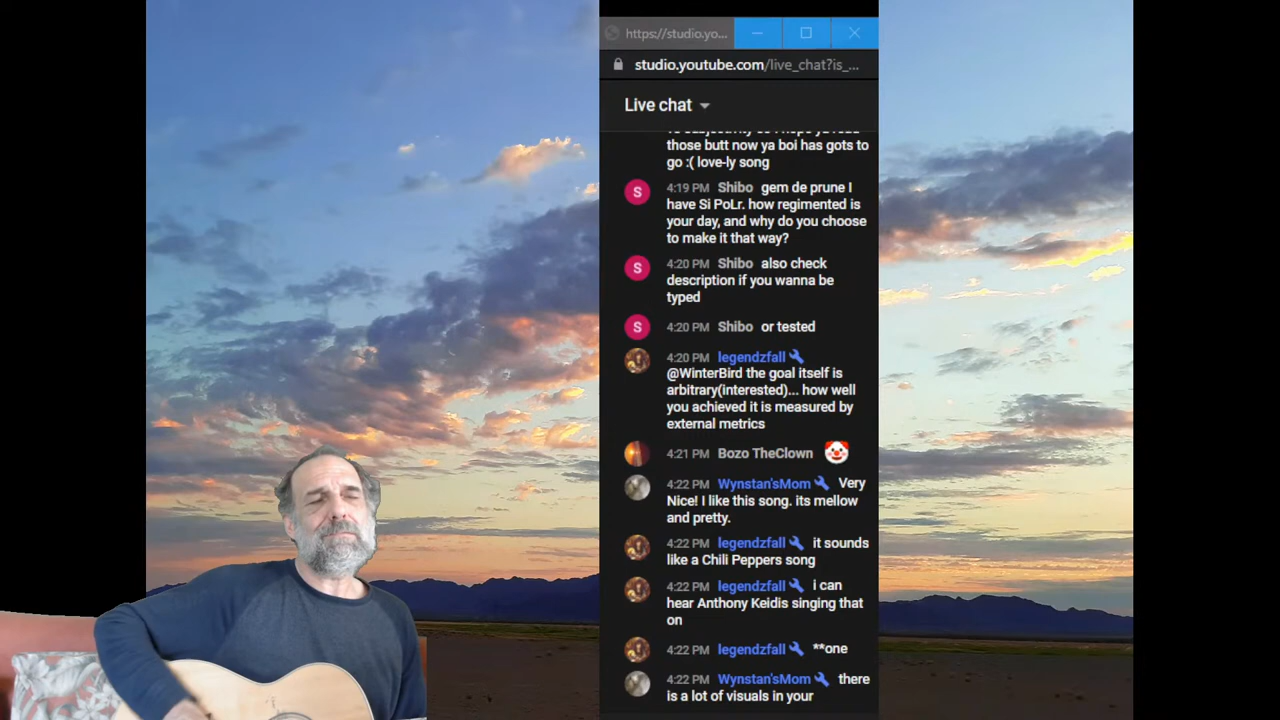 https://studio.yo...
studio.youtube.com/live_chat?is_...
Live chat
those butt now ya boi has gots to
go :( love-ly song
S
4:19 PM Shibo gem de prune I
have Si PoLr. how regimented is
your day, and why do you choose
to make it that way?
S
4:20 PM Shibo also check
description if you wanna be
typed
S
4:20 PM Shibo or tested
4:20 PM legendzfall
@WinterBird the goal itself is
arbitrary(interested)... how well
you achieved it is measured by
external metrics
4:21 PM Bozo TheClown 🤡
4:22 PM Wynstan'sMom Very
Nice! I like this song. its mellow
and pretty.
4:22 PM legendzfall it sounds
like a Chili Peppers song
4:22 PM legendzfall i can
hear Anthony Keidis singing that
on
4:22 PM legendzfall **one
4:22 PM Wynstan'sMom there
is a lot of visuals in your